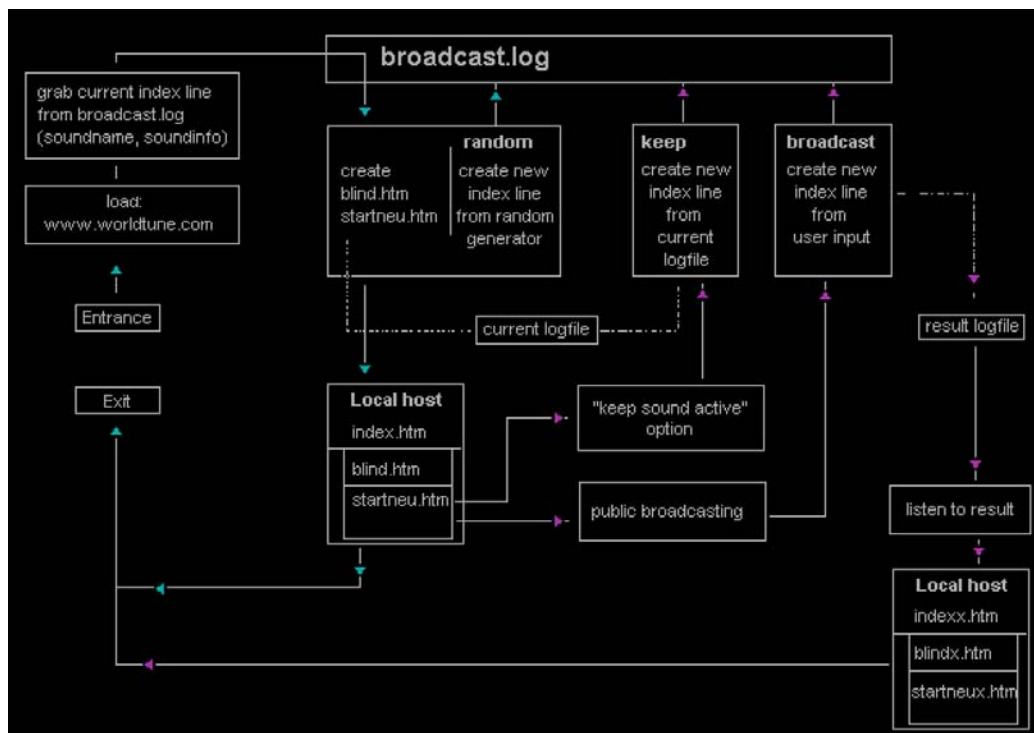 broadcast.log
grab current index line
from broadcast.log
(soundname, soundinfo)
load:
www.worldtune.com
Entrance
Exit
create
blind.htm
startneu.htm
random
create new
index line
from random
generator
keep
create new
index line
from
current
logfile
broadcast
create new
index line
from
user input
current logfile
result logfile
Local host
index.htm
blind.htm
startneu.htm
"keep sound active"
option
public broadcasting
listen to result
Local host
indexx.htm
blindx.htm
startneux.htm